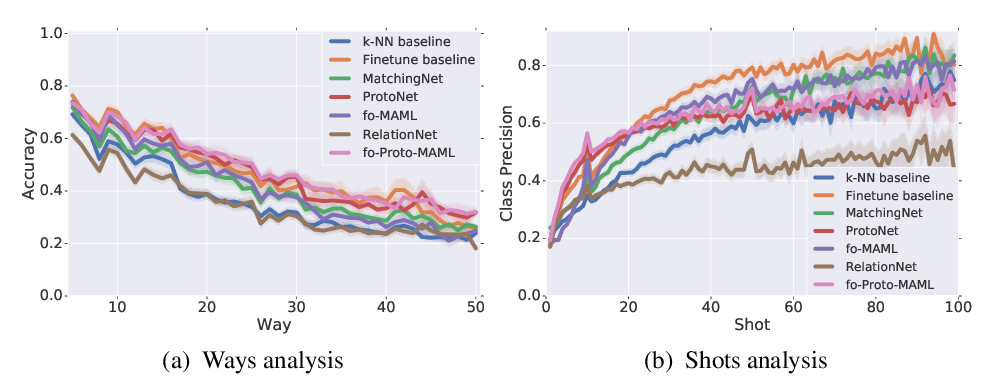 1.0
0.8
0.6
0.4
0.2
0.0
Accuracy
10
20
30
40
50
Way
k-NN baseline
Finetune baseline
MatchingNet
ProtoNet
fo-MAML
RelationNet
fo-Proto-MAML
(a) Ways analysis
0.8
0.6
0.4
0.2
0.0
Class Precision
0
20
40
60
80
100
Shot
k-NN baseline
Finetune baseline
MatchingNet
ProtoNet
fo-MAML
RelationNet
fo-Proto-MAML
(b) Shots analysis